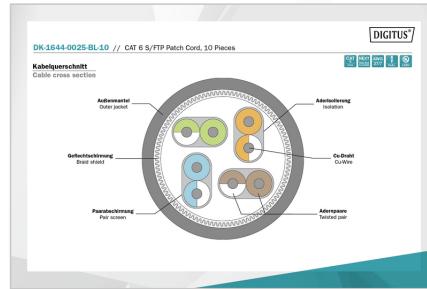 DIGITUS®
DK-1644-0025-BL-10 // CAT 6 S/FTP Patch Cord, 10 Pieces
Kabelquerschnitt
Cable cross section
Außenmantel
Outer jacket
Aderisolierung
Isolation
Geflechtschirmung
Braid shield
Cu-Draht
Cu-Wire
Paarabschirmung
Pair screen
Adernpaare
Twisted pair